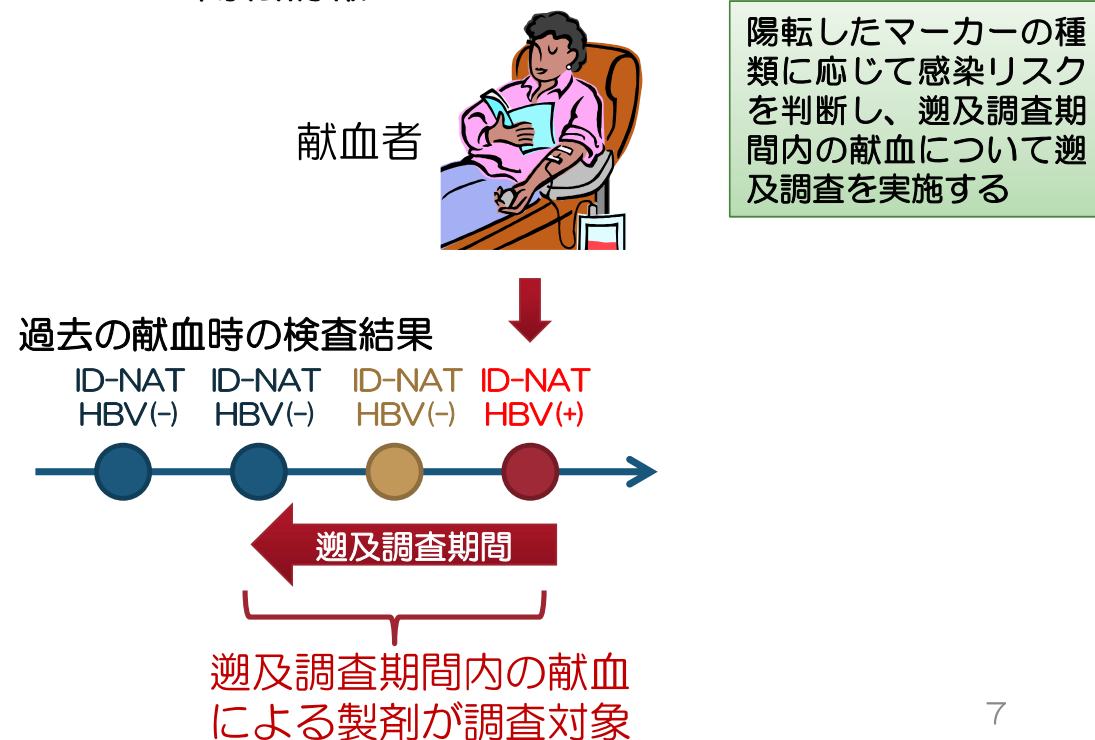 陽転したマーカーの種
類に応じて感染リスク
を判断し、遡及調査期
間内の献血について遡
及調査を実施する
献血者
過去の献血時の検査結果
ID-NAT ID-NAT ID-NAT ID-NAT
HBV(-) HBV(-) HBV(-) HBV(+)
遡及調査期間
遡及調査期間内の献血
による製剤が調査対象
7